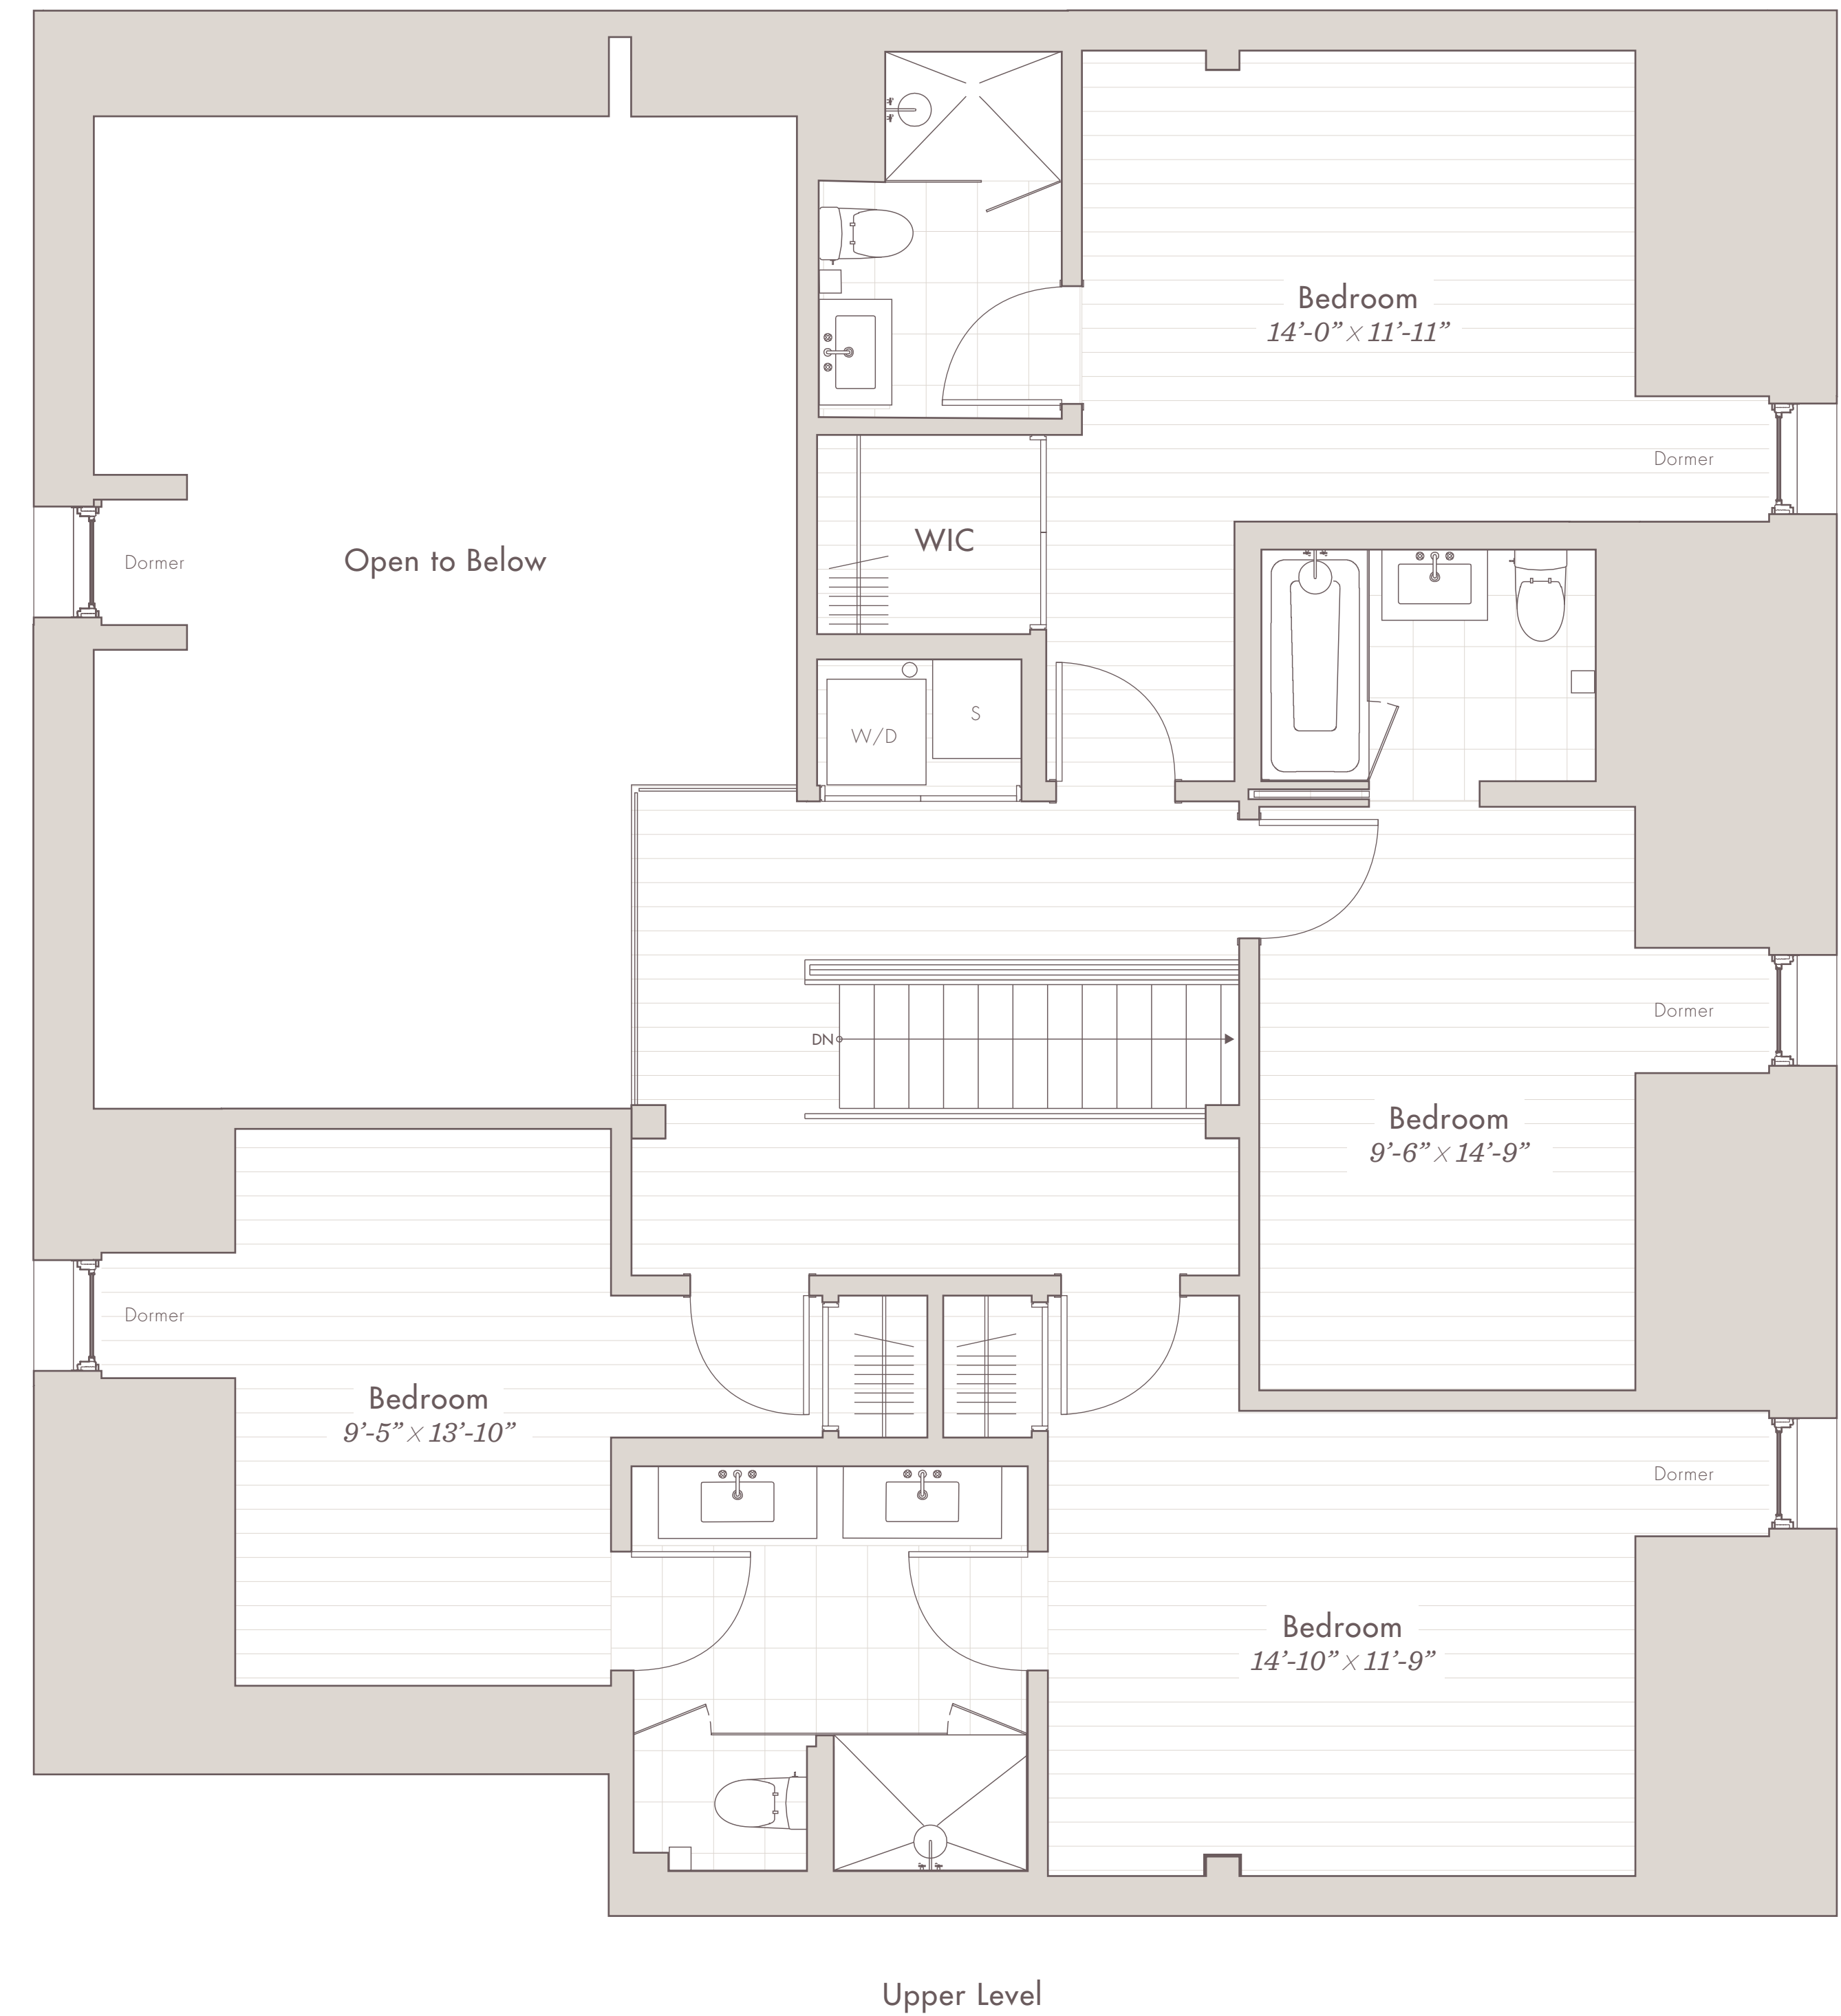 Bedroom
14’-0” × 11’-11”
Dormer
WIC
Open to Below
Dormer
S
W/D
Dormer
DN
Bedroom
9’-6” × 14’-9”
Dormer
Bedroom
9’-5” × 13’-10”
Dormer
Bedroom
14’-10” × 11’-9”
Upper Level